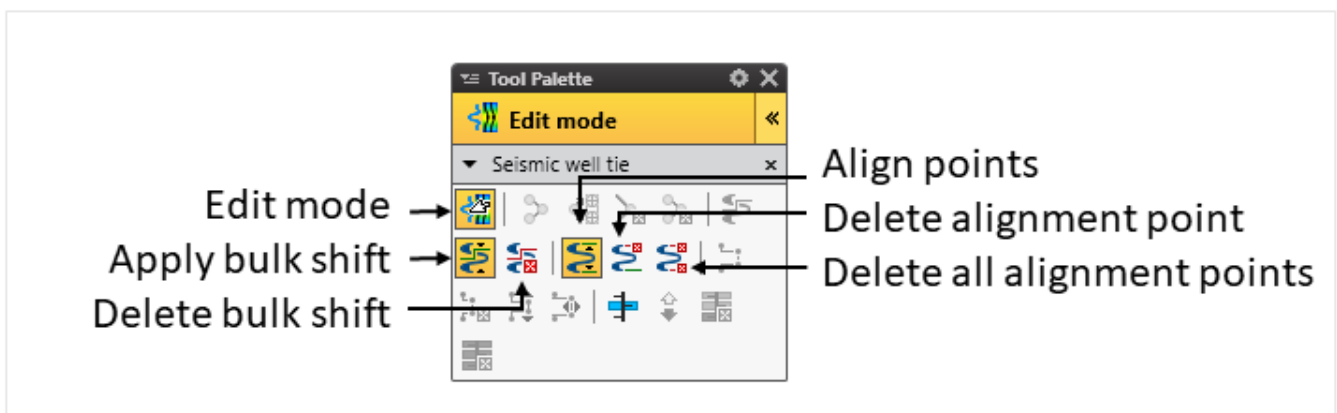 Tool Palette
Edit mode
Seismic well tie
Align points
Edit mode
Delete alignment point
Apply bulk shift
Delete all alignment points
Delete bulk shift